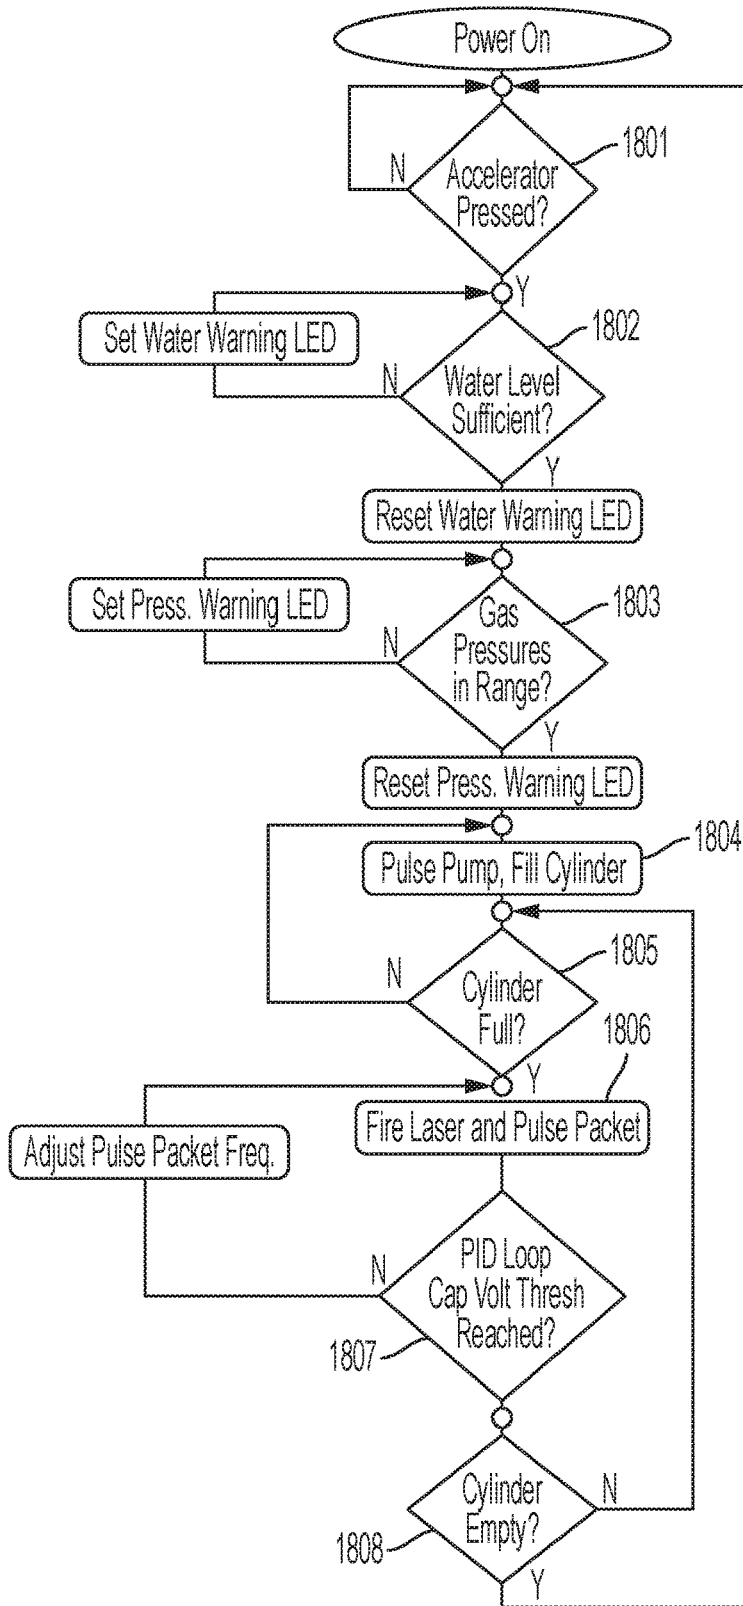 Power On
1801
N
Accelerator
Pressed?
Y
Set Water Warning LED
1802
N
Water Level
Sufficient?
Y
Reset Water Warning LED
Set Press. Warning LED
1803
Gas
N
Pressures
in Range?
Y
Reset Press. Warning LED
1804
Pulse Pump, Fill Cylinder
1805
N
Cylinder
Full?
1806
Y
Fire Laser and Pulse Packet
Adjust Pulse Packet Freq.
PID Loop
N
Cap Volt Thresh
Reached?
1807
Cylinder
N
Empty?
1808
Y